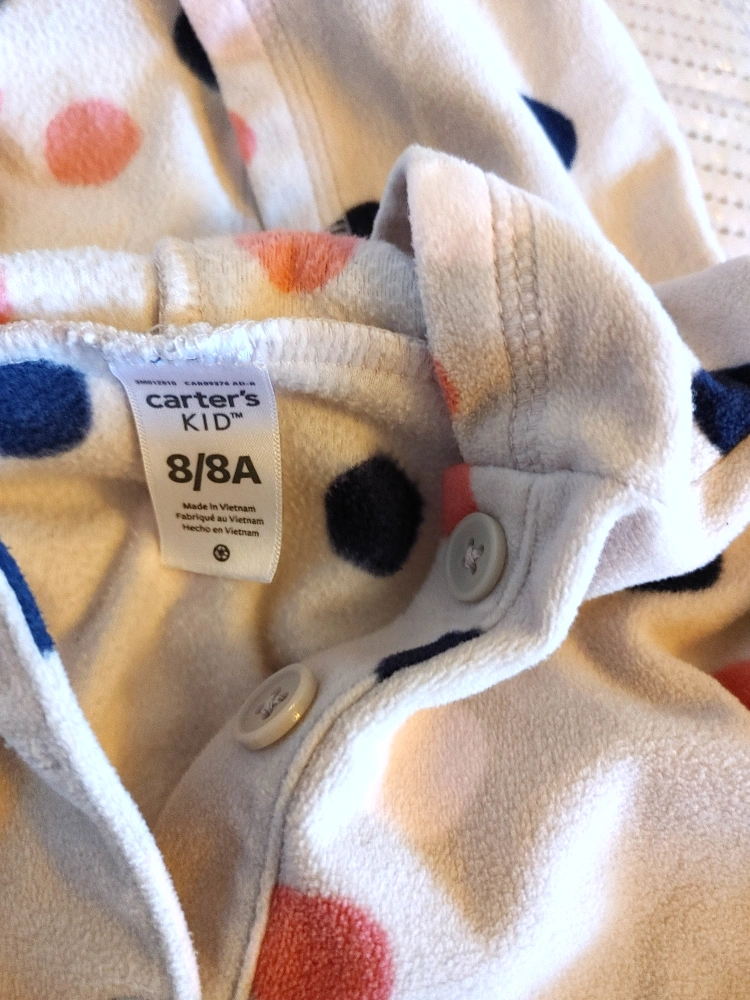 carter's
KID™
8/8A
Made in Vietnam
Fabriqué au Vietnam
Hecho en Vietnam